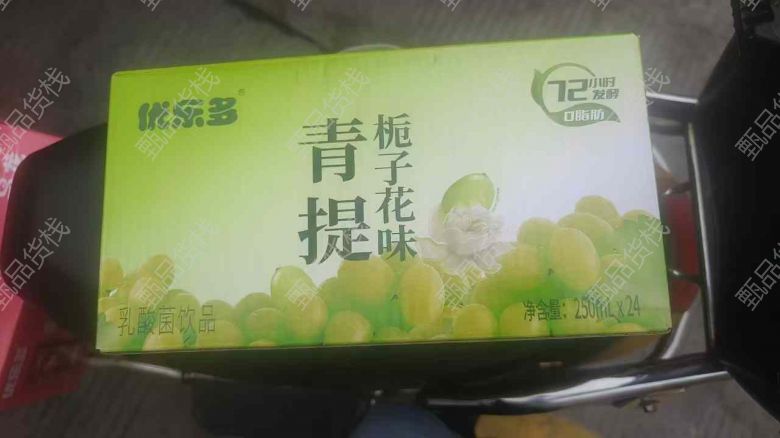 优乐多®
72小时
发酵
0脂肪
青提
栀子花味
乳酸菌饮品
净含量：250mL x 24
甄品货栈